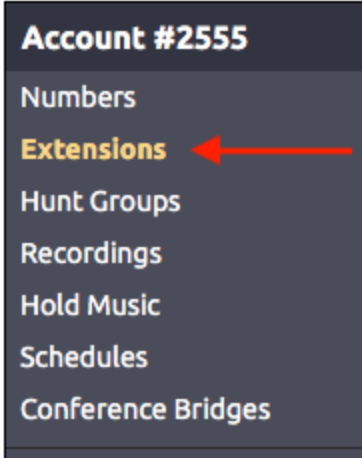 Account #2555
Numbers
Extensions
Hunt Groups
Recordings
Hold Music
Schedules
Conference Bridges